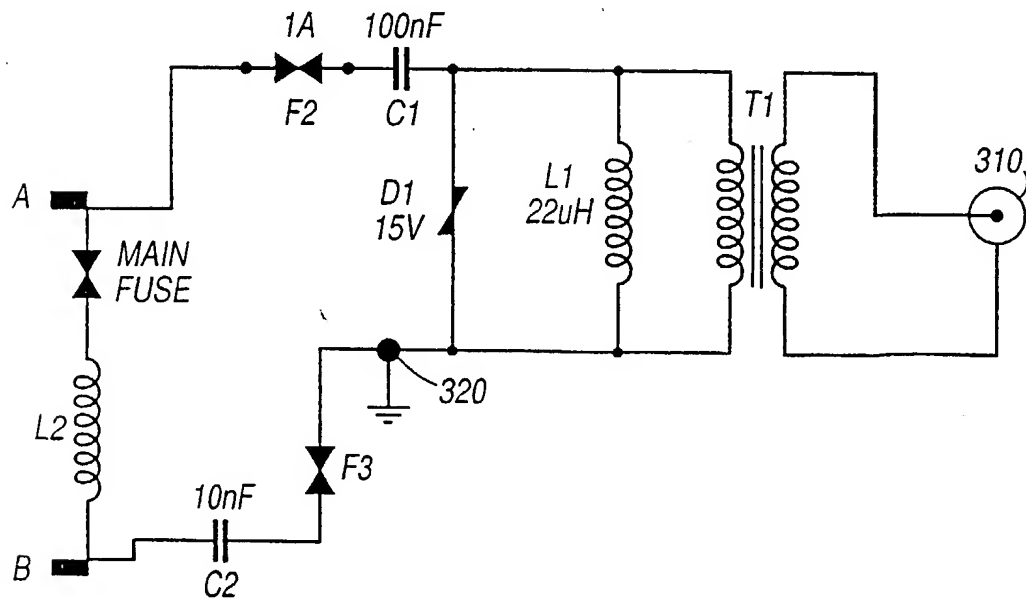 1A
100nF
F2
C1
T1
310
A
D1
15V
L1
22uH
MAIN
FUSE
320
L2
F3
10nF
B
C2